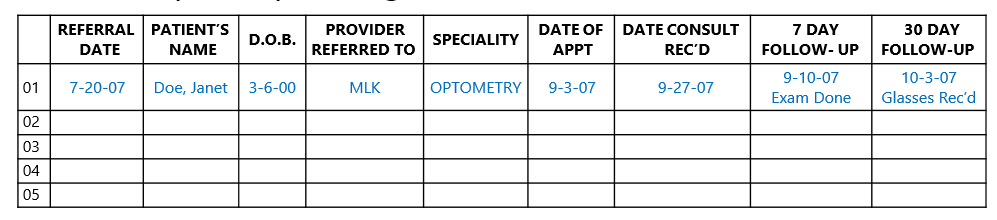 REFERRAL DATE PATIENT'S NAME D.O.B. PROVIDER REFERRED TO SPECIALITY DATE OF APPT DATE CONSULT REC'D 7 DAY FOLLOW- UP 30 DAY FOLLOW-UP
01 7-20-07 Doe, Janet 3-6-00 MLK OPTOMETRY 9-3-07 9-27-07 9-10-07 Exam Done 10-3-07 Glasses Rec'd
02
03
04
05